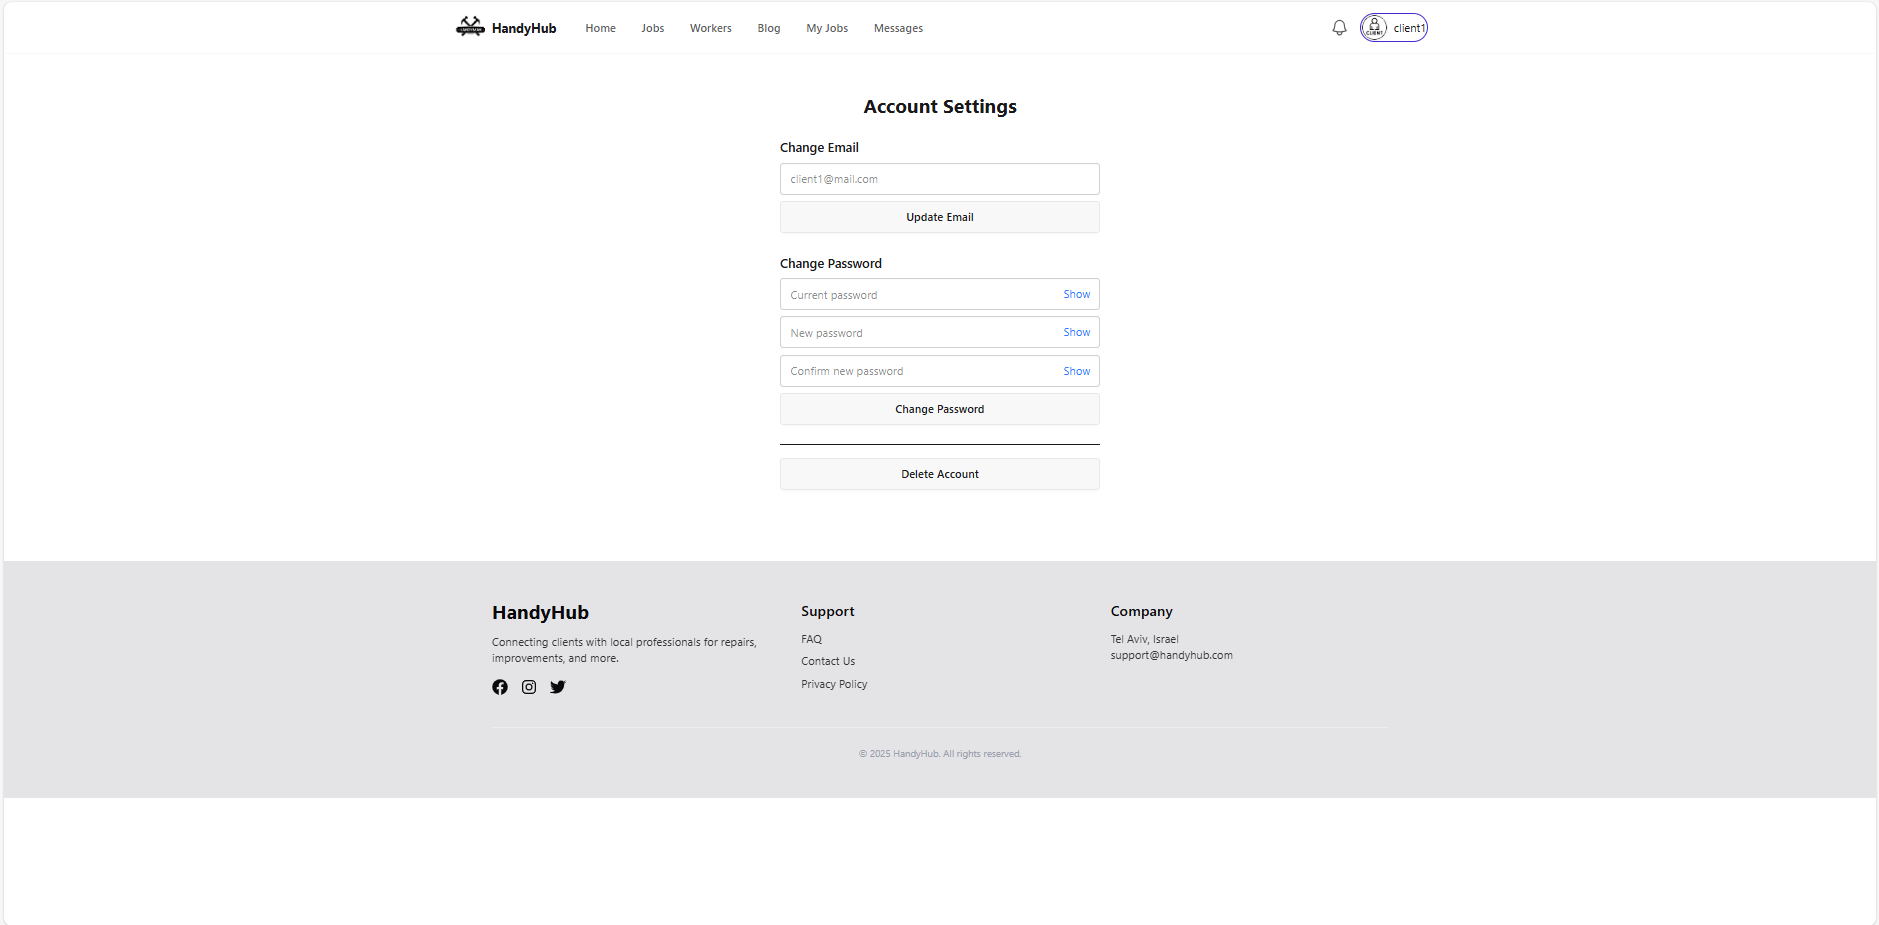 HandyHub
Home
Jobs
Workers
Blog
My Jobs
Messages
CLIENT
client1
Account Settings
Change Email
client1@mail.com
Update Email
Change Password
Current password
Show
New password
Show
Confirm new password
Show
Change Password
Delete Account
HandyHub
Connecting clients with local professionals for repairs,
improvements, and more.
Support
FAQ
Contact Us
Privacy Policy
Company
Tel Aviv, Israel
support@handyhub.com
© 2025 HandyHub. All rights reserved.